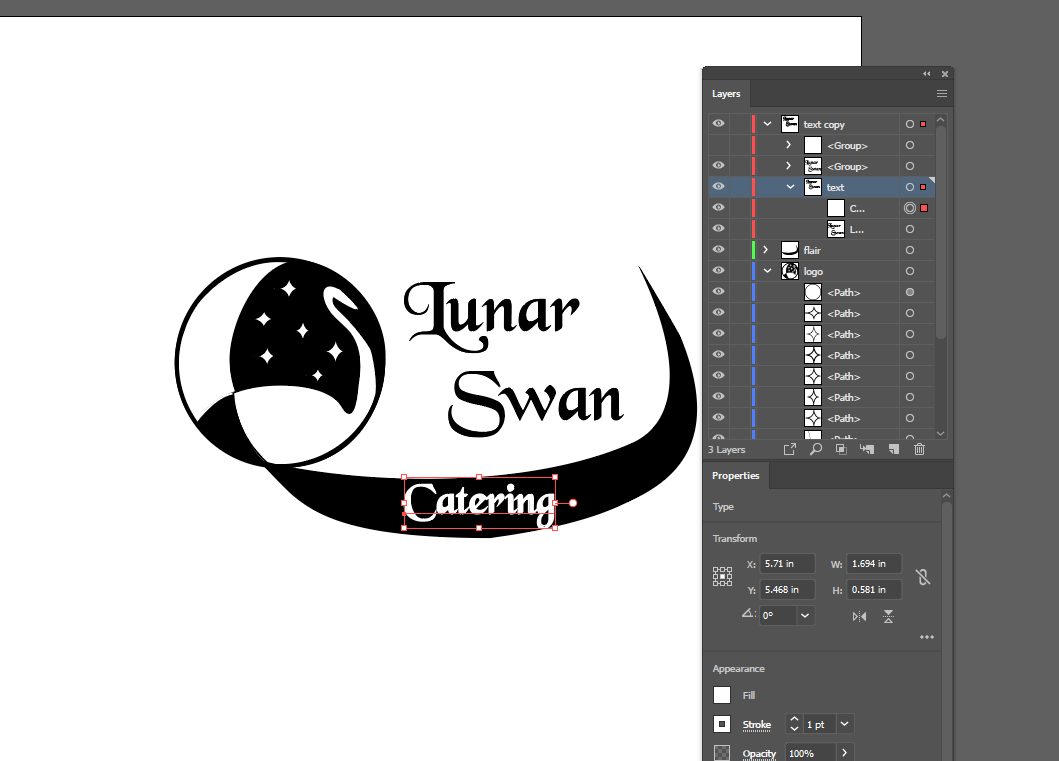 Layers
text copy
<Group>
<Group>
text
C...
L...
flair
logo
<Path>
<Path>
<Path>
<Path>
<Path>
<Path>
<Path>
<Path>
3 Layers
Lunar
Swan
Catering
Properties
Type
Transform
X: 5.71 in W: 1.694 in
Y: 5.468 in H: 0.581 in
0°
Appearance
Fill
Stroke 1 pt
Opacity 100%